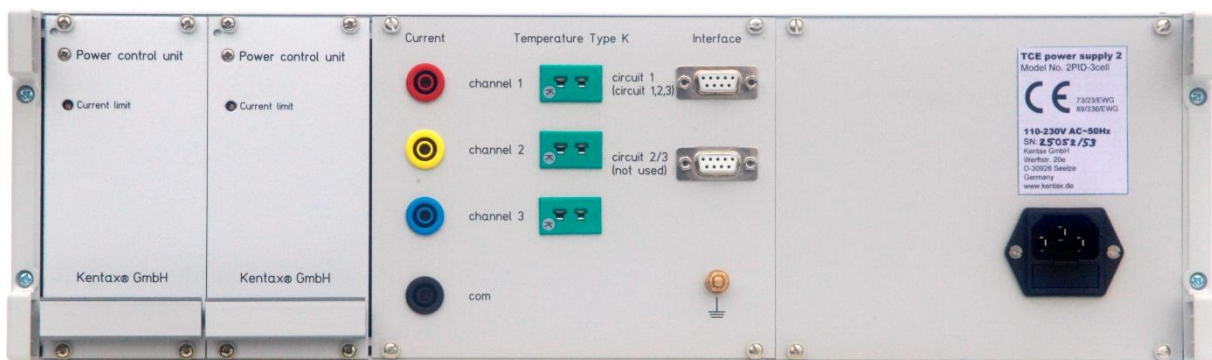 Power control unit
Current limit
Kentax® GmbH
Power control unit
Current limit
Kentax® GmbH
Current
Temperature Type K
Interface
channel 1
circuit 1
(circuit 1,2,3)
channel 2
circuit 2/3
(not used)
channel 3
com
K
K
K
TCE power supply 2
Model No. 2PID-3cell
CE
73/23/EWG
89/336/EWG
110-230V AC~50Hz
SN: 25052/53
Kentax GmbH
Werftstr. 20e
D-30926 Seelze
Germany
www.kentax.de